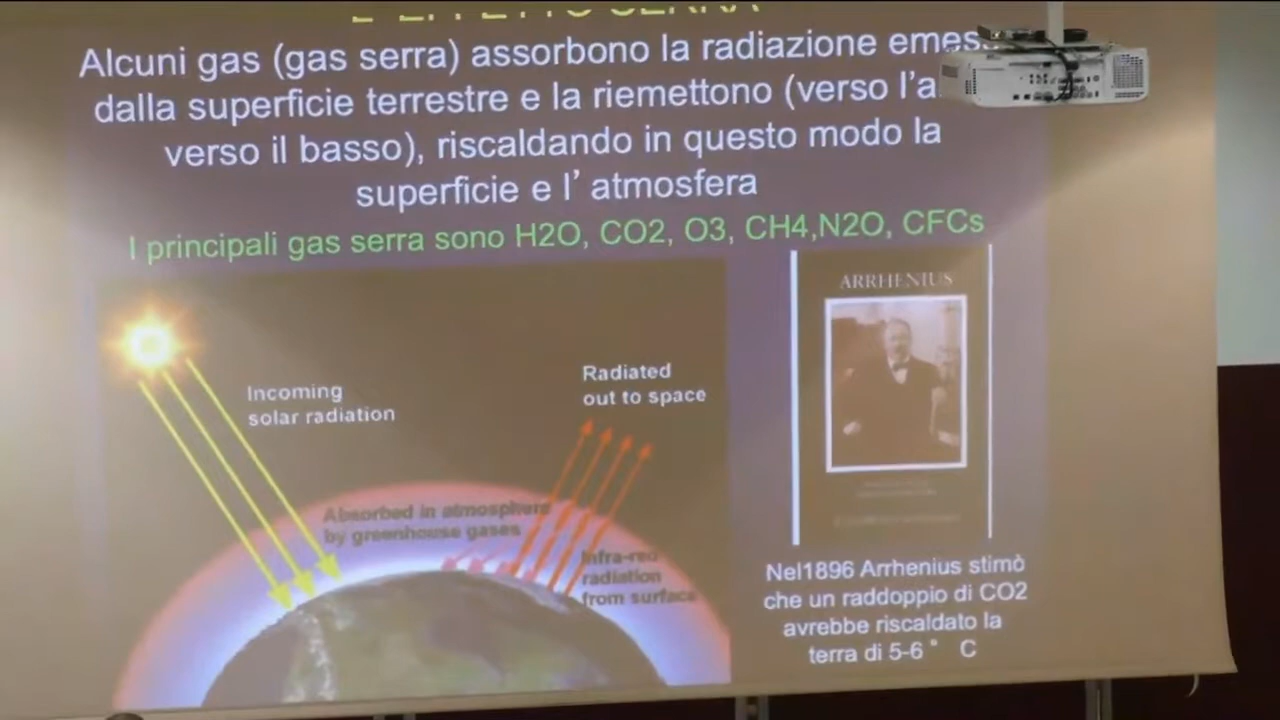 L'EFFETTO SERRA
Alcuni gas (gas serra) assorbono la radiazione
dalla superficie terrestre e la riemettono (verso
verso il basso), riscaldando in questo modo la
superficie e l' atmosfera
I principali gas serra sono H2O, CO2, O3, CH4,N2O, CFCs
ARRHENIUS
Incoming
solar radiation
Radiated
out to space
Absorbed in atmosphere
by greenhouse gases
Infra-red
radiation
from surface
Nel1896 Arrhenius stimò
che un raddoppio di CO2
avrebbe riscaldato la
terra di 5-6 ° C